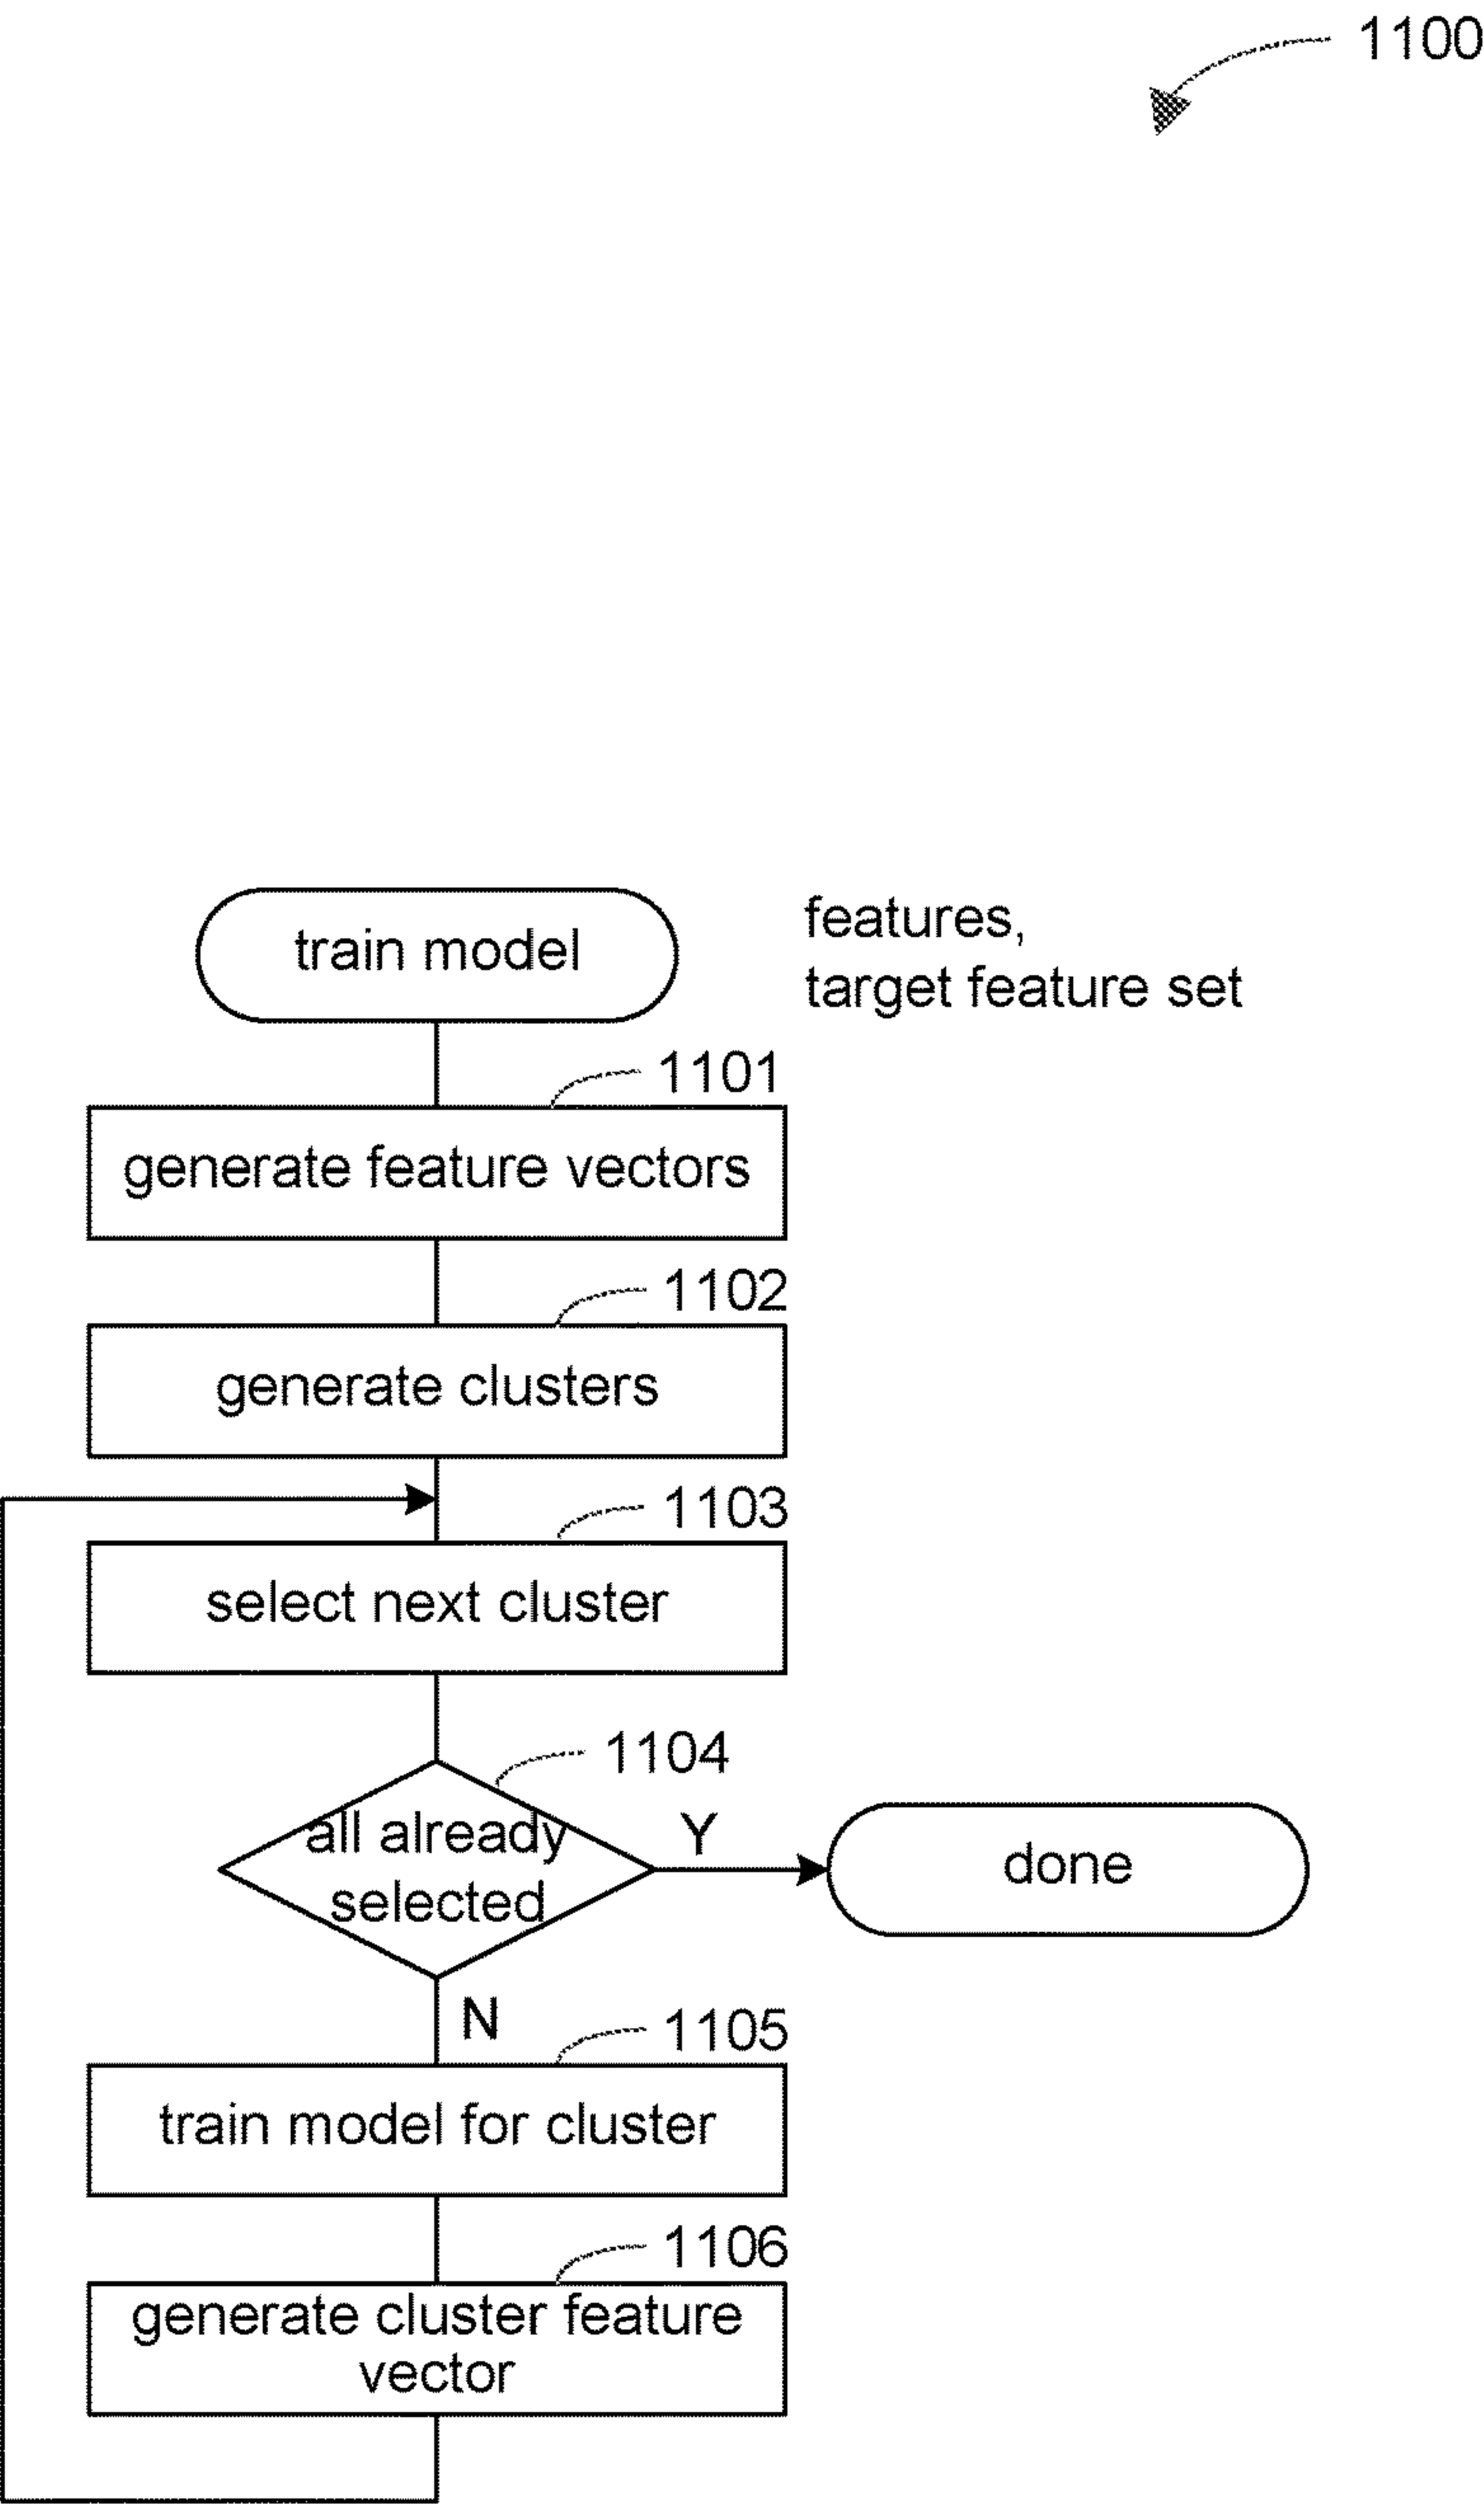 1100
train model
features,
target feature set
1101
generate feature vectors
1102
generate clusters
1103
select next cluster
1104
all already
selected
Y
done
N
1105
train model for cluster
1106
generate cluster feature
vector